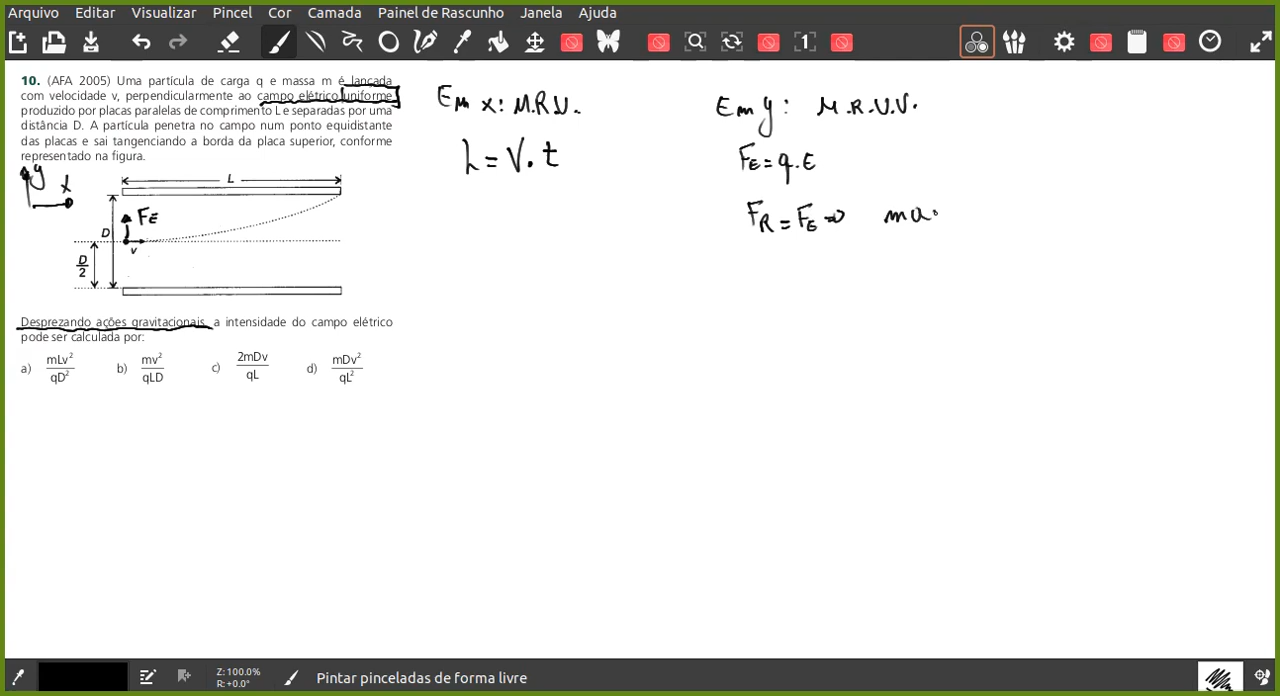 Arquivo Editar Visualizar Pincel Cor Camada Painel de Rascunho Janela Ajuda
1
10. (AFA 2005) Uma partícula de carga q e massa m é lançada
com velocidade v, perpendicularmente ao campo elétrico uniforme
produzido por placas paralelas de comprimento L e separadas por uma
distância D. A partícula penetra no campo num ponto equidistante
das placas e sai tangenciando a borda da placa superior, conforme
representado na figura.
y
x
L
FE
D
v
D/2
Desprezando ações gravitacionais, a intensidade do campo elétrico
pode ser calculada por:
a) mLv²/qD² b) mv²/qLD c) 2mDv/qL d) mDv²/qL²
Em x: M.R.U.
L = V. t
Em y: M.R.U.V.
FE = q.E
FR = FE ⇒ ma
Z: 100.0%
R: +0.0°
Pintar pinceladas de forma livre